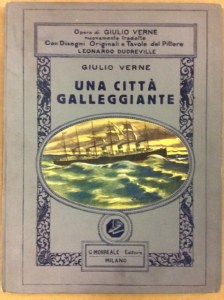 Opere di GIULIO VERNE
nuovamente tradotte
Con Disegni Originali e Tavole del Pittore
LEONARDO DUDREVILLE
GIULIO VERNE
UNA CITTÀ
GALLEGGIANTE
C. MORREALE - Editore
MILANO